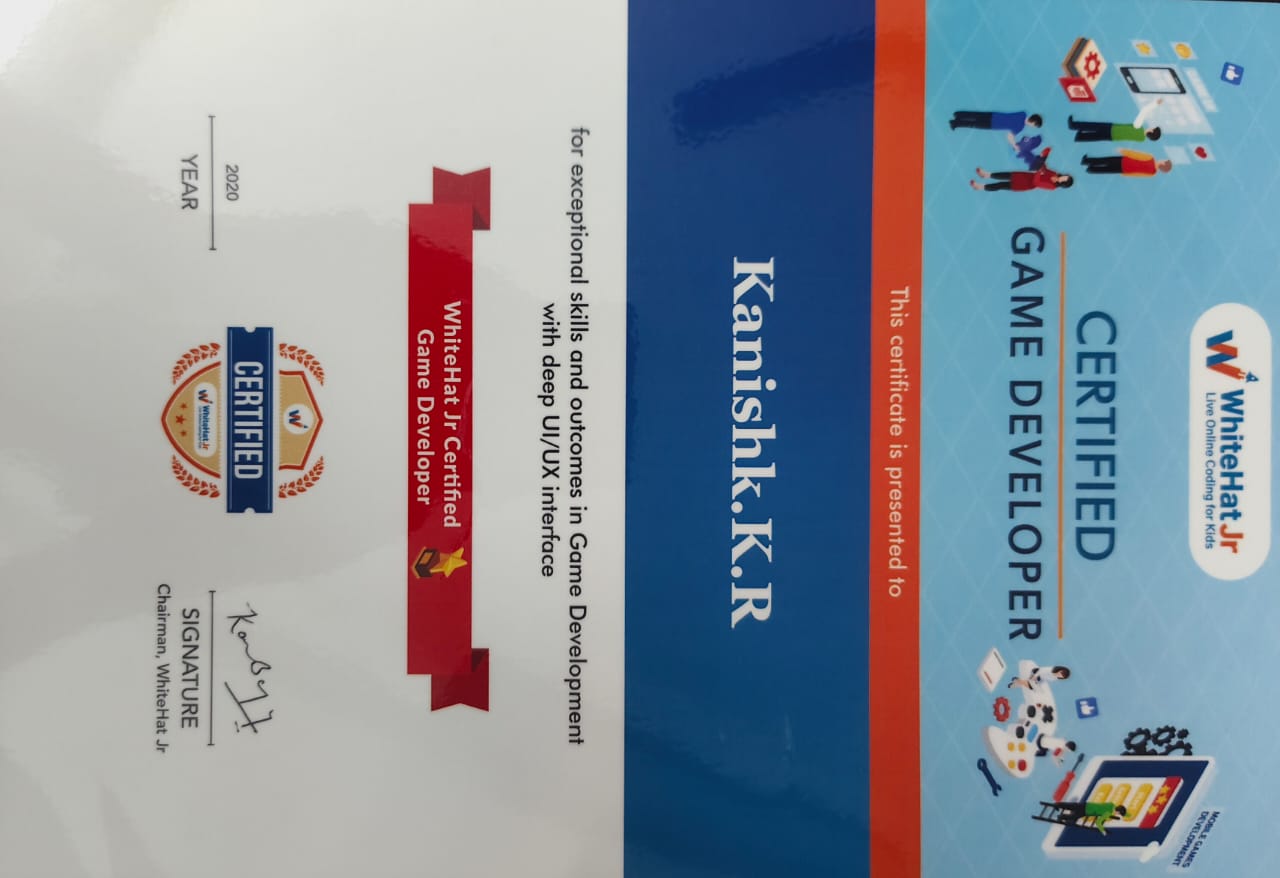 WhiteHat Jr
Live Online Coding for Kids
CERTIFIED
GAME DEVELOPER
MOBILE GAMES
DEVELOPMENT
This certificate is presented to
Kanishk.K.R
for exceptional skills and outcomes in Game Development
with deep UI/UX interface
WhiteHat Jr Certified
Game Developer
2020
YEAR
W
CERTIFIED
WhiteHat Jr
SIGNATURE
Chairman, WhiteHat Jr